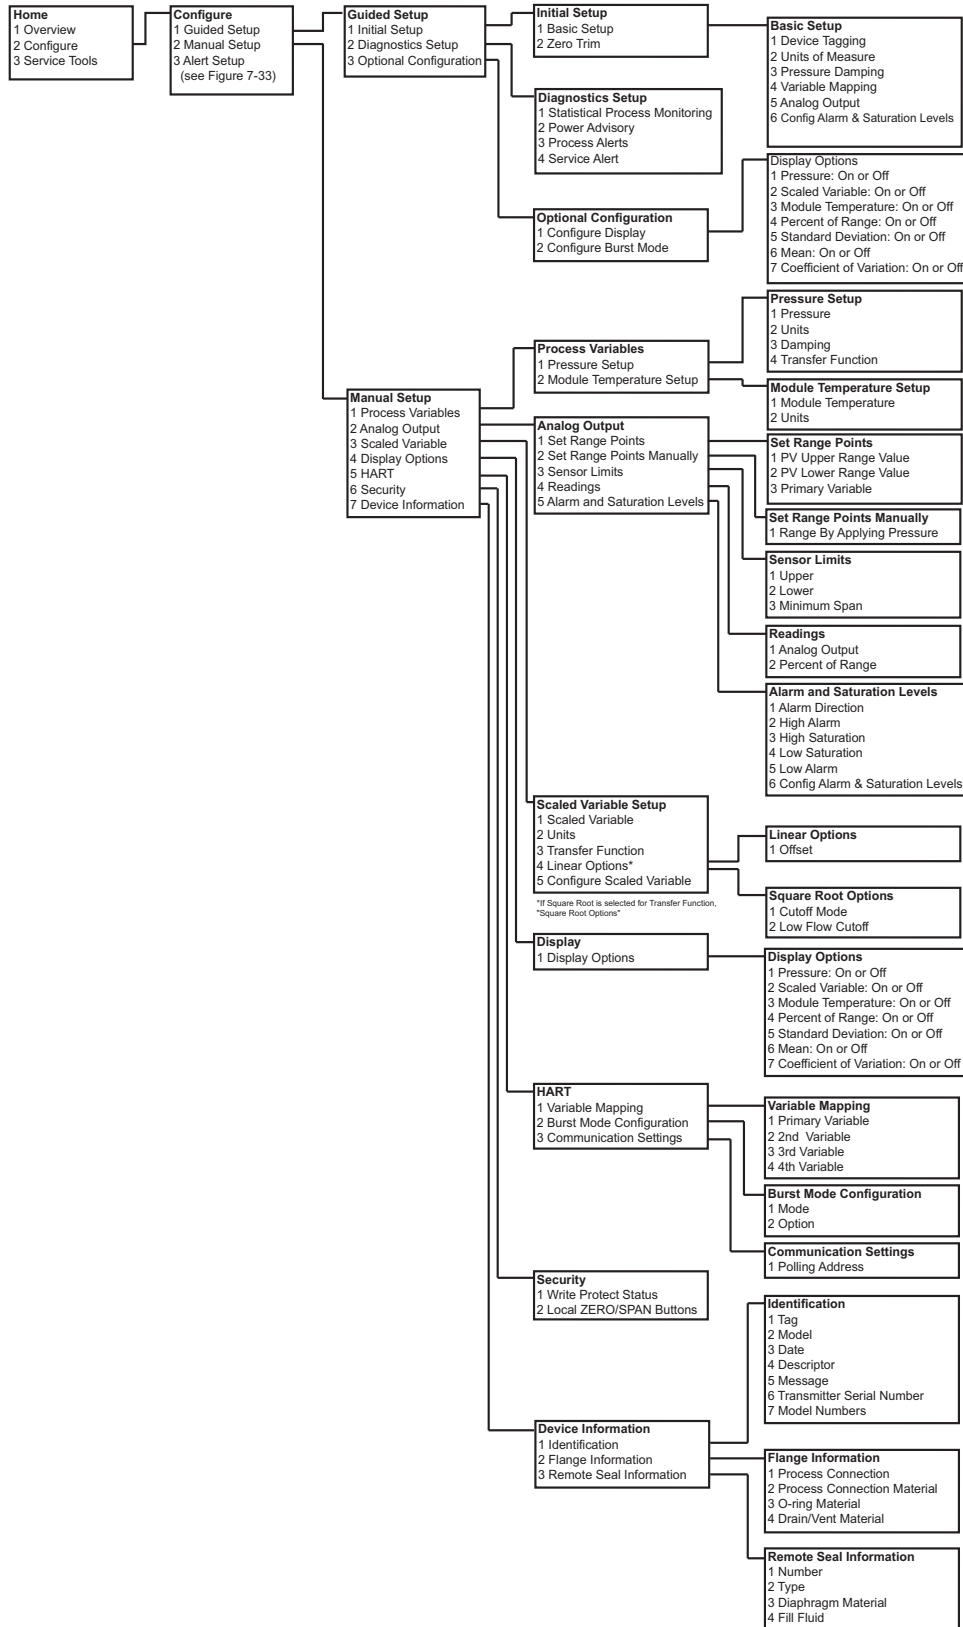 Home
1 Overview
2 Configure
3 Service Tools
Configure
1 Guided Setup
2 Manual Setup
3 Alert Setup
(see Figure 7-33)
Guided Setup
1 Initial Setup
2 Diagnostics Setup
3 Optional Configuration
Initial Setup
1 Basic Setup
2 Zero Trim
Basic Setup
1 Device Tagging
2 Units of Measure
3 Pressure Damping
4 Variable Mapping
5 Analog Output
6 Config Alarm & Saturation Levels
Diagnostics Setup
1 Statistical Process Monitoring
2 Power Advisory
3 Process Alerts
4 Service Alert
Display Options
1 Pressure: On or Off
2 Scaled Variable: On or Off
3 Module Temperature: On or Off
4 Percent of Range: On or Off
5 Standard Deviation: On or Off
6 Mean: On or Off
7 Coefficient of Variation: On or Off
Optional Configuration
1 Configure Display
2 Configure Burst Mode
Pressure Setup
1 Pressure
2 Units
3 Damping
4 Transfer Function
Process Variables
1 Pressure Setup
2 Module Temperature Setup
Module Temperature Setup
1 Module Temperature
2 Units
Manual Setup
1 Process Variables
2 Analog Output
3 Scaled Variable
4 Display Options
5 HART
6 Security
7 Device Information
Analog Output
1 Set Range Points
2 Set Range Points Manually
3 Sensor Limits
4 Readings
5 Alarm and Saturation Levels
Set Range Points
1 PV Upper Range Value
2 PV Lower Range Value
3 Primary Variable
Set Range Points Manually
1 Range By Applying Pressure
Sensor Limits
1 Upper
2 Lower
3 Minimum Span
Readings
1 Analog Output
2 Percent of Range
Alarm and Saturation Levels
1 Alarm Direction
2 High Alarm
3 High Saturation
4 Low Saturation
5 Low Alarm
6 Config Alarm & Saturation Levels
Scaled Variable Setup
1 Scaled Variable
2 Units
3 Transfer Function
4 Linear Options*
5 Configure Scaled Variable
*If Square Root is selected for Transfer Function,
"Square Root Options"
Linear Options
1 Offset
Square Root Options
1 Cutoff Mode
2 Low Flow Cutoff
Display
1 Display Options
Display Options
1 Pressure: On or Off
2 Scaled Variable: On or Off
3 Module Temperature: On or Off
4 Percent of Range: On or Off
5 Standard Deviation: On or Off
6 Mean: On or Off
7 Coefficient of Variation: On or Off
HART
1 Variable Mapping
2 Burst Mode Configuration
3 Communication Settings
Variable Mapping
1 Primary Variable
2 2nd Variable
3 3rd Variable
4 4th Variable
Burst Mode Configuration
1 Mode
2 Option
Communication Settings
1 Polling Address
Security
1 Write Protect Status
2 Local ZERO/SPAN Buttons
Identification
1 Tag
2 Model
3 Date
4 Descriptor
5 Message
6 Transmitter Serial Number
7 Model Numbers
Device Information
1 Identification
2 Flange Information
3 Remote Seal Information
Flange Information
1 Process Connection
2 Process Connection Material
3 O-ring Material
4 Drain/Vent Material
Remote Seal Information
1 Number
2 Type
3 Diaphragm Material
4 Fill Fluid